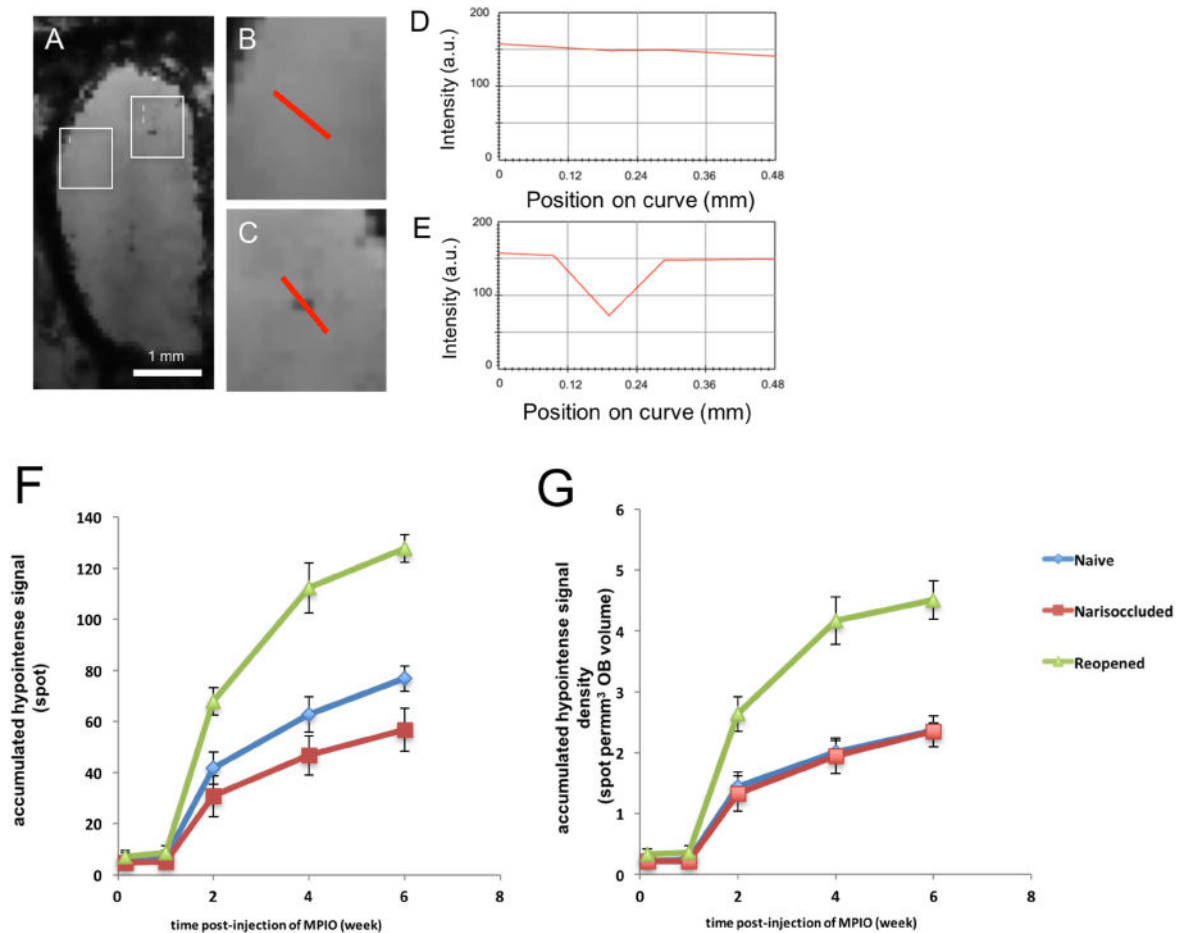 A
1 mm
B
C
D
Intensity (a.u.)
200
100
0
0 0.12 0.24 0.36 0.48
Position on curve (mm)
E
Intensity (a.u.)
200
100
0
0 0.12 0.24 0.36 0.48
Position on curve (mm)
F
accumulated hypointense signal
(spot)
140
120
100
80
60
40
20
0
0 2 4 6 8
time post-injection of MPIO (week)
G
accumulated hypointense signal
density
(spot permm³ OB volume)
6
5
4
3
2
1
0
0 2 4 6 8
time post-injection of MPIO (week)
Naive
Narisoccluded
Reopened